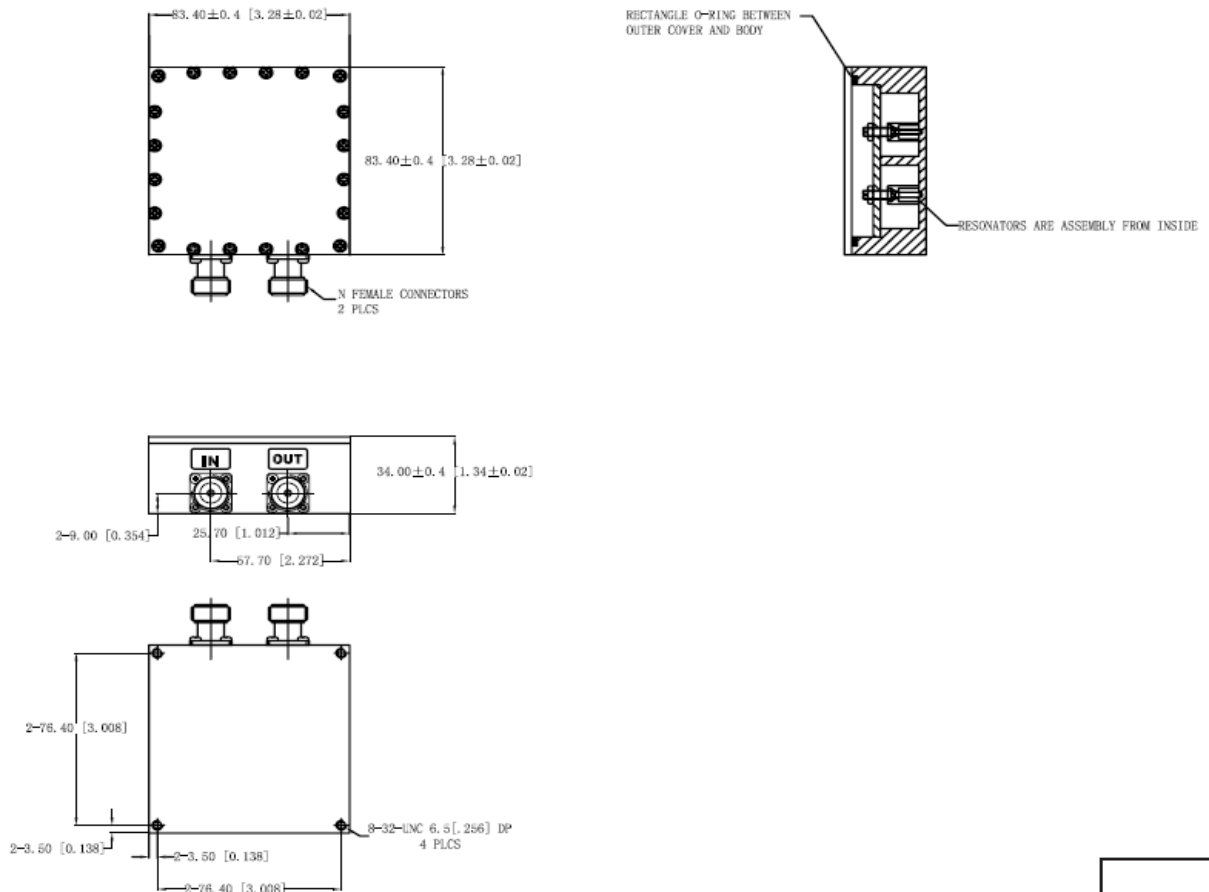 83.40±0.4 [3.28±0.02]
RECTANGLE O-RING BETWEEN
OUTER COVER AND BODY
83.40±0.4 [3.28±0.02]
RESONATORS ARE ASSEMBLY FROM INSIDE
N FEMALE CONNECTORS
2 PLCS
IN
OUT
34.00±0.4 [1.34±0.02]
2-9.00 [0.354]
25.70 [1.012]
57.70 [2.272]
2-76.40 [3.008]
8-32-UNC 6.5[.256] DP
4 PLCS
2-3.50 [0.138]
2-3.50 [0.138]
2-76.40 [3.008]